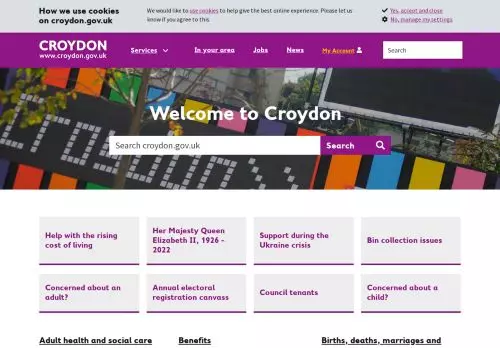 How we use cookies
on croydon.gov.uk
We would like to use cookies to help give the best online experience. Please let us
know if you agree to this.
Yes, accept and close
No, manage my settings
CROYDON
www.croydon.gov.uk
Services
In your area
Jobs
News
My Account
Search
CROYDON
Welcome to Croydon
Search croydon.gov.uk
Search
Help with the rising
cost of living
Her Majesty Queen
Elizabeth II, 1926 -
2022
Support during the
Ukraine crisis
Bin collection issues
Concerned about an
adult?
Annual electoral
registration canvass
Council tenants
Concerned about a
child?
Adult health and social care
Benefits
Births, deaths, marriages and